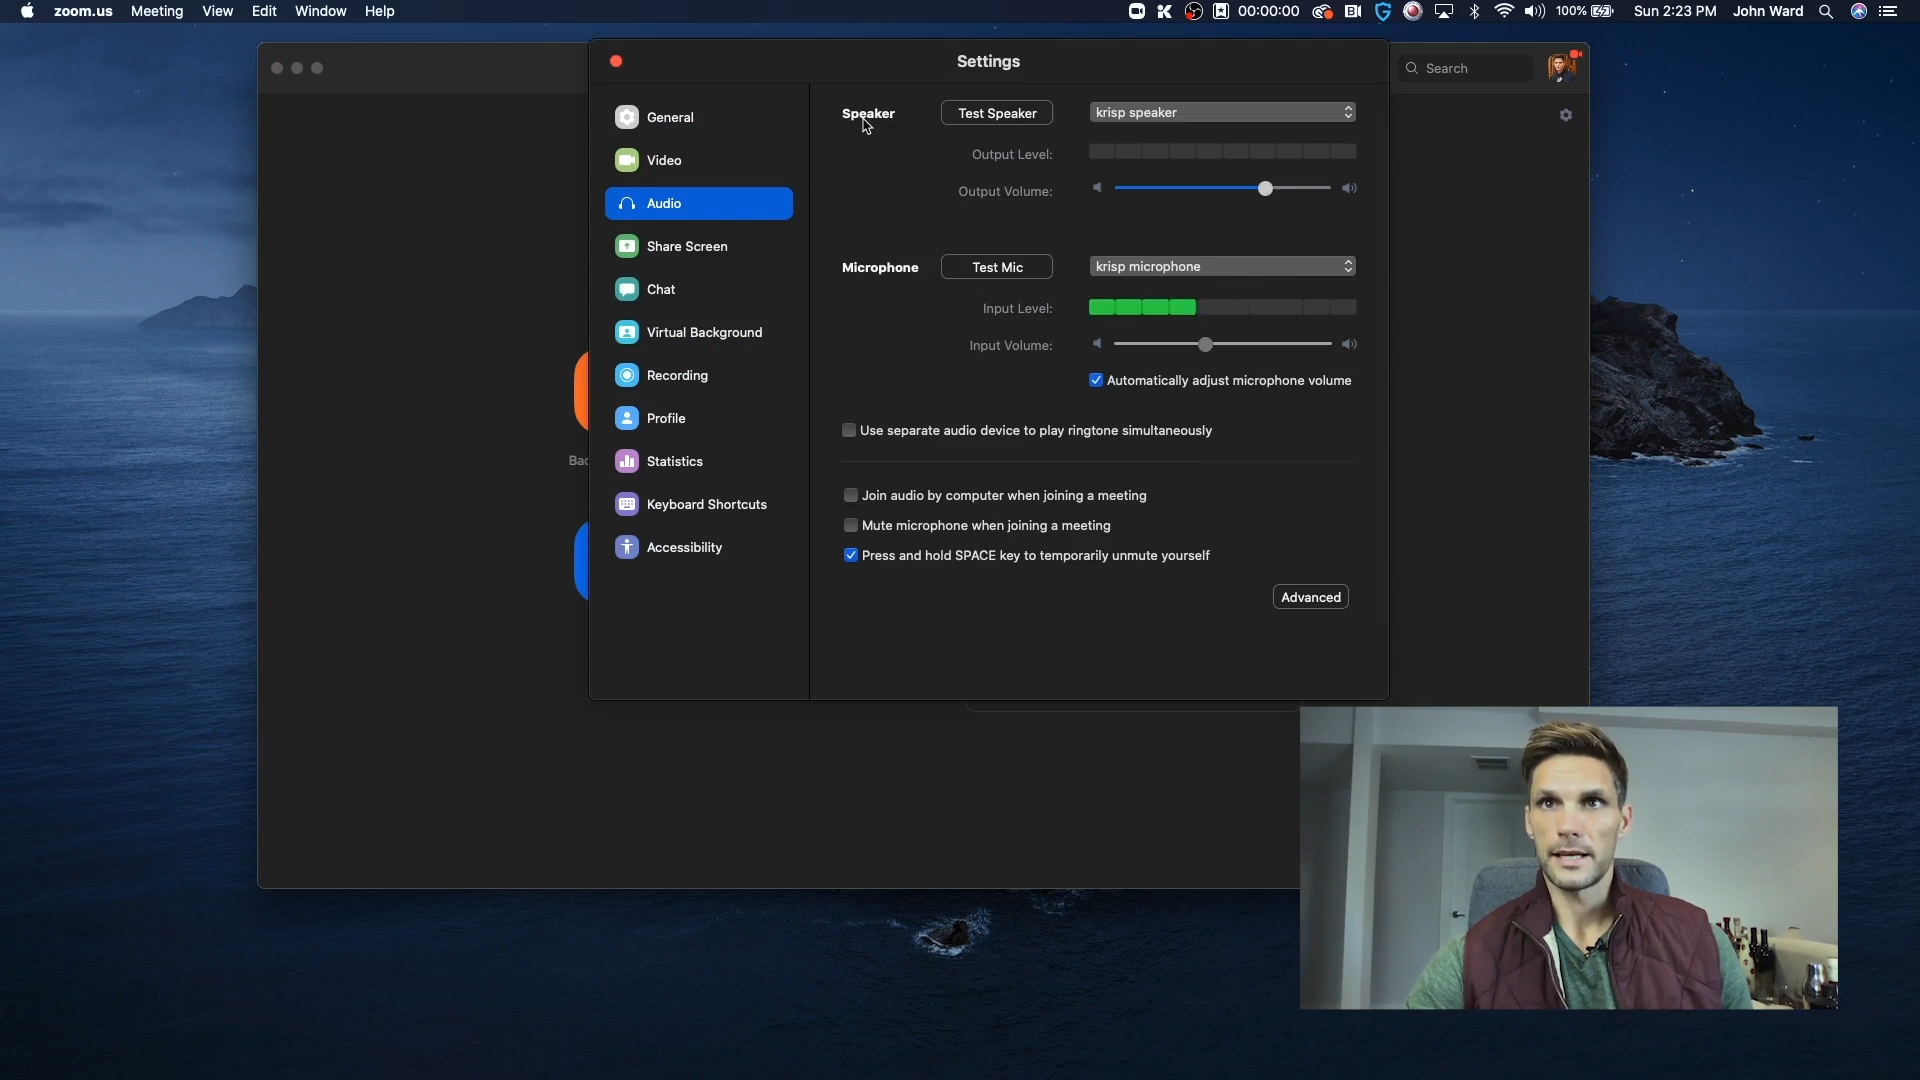 zoom.us Meeting View Edit Window Help
00:00:00 100% Sun 2:23 PM John Ward
Settings
Search
General
Video
Audio
Share Screen
Chat
Virtual Background
Recording
Profile
Statistics
Keyboard Shortcuts
Accessibility
Speaker Test Speaker krisp speaker
Output Level:
Output Volume:
Microphone Test Mic krisp microphone
Input Level:
Input Volume:
Automatically adjust microphone volume
Use separate audio device to play ringtone simultaneously
Join audio by computer when joining a meeting
Mute microphone when joining a meeting
Press and hold SPACE key to temporarily unmute yourself
Advanced
Bac